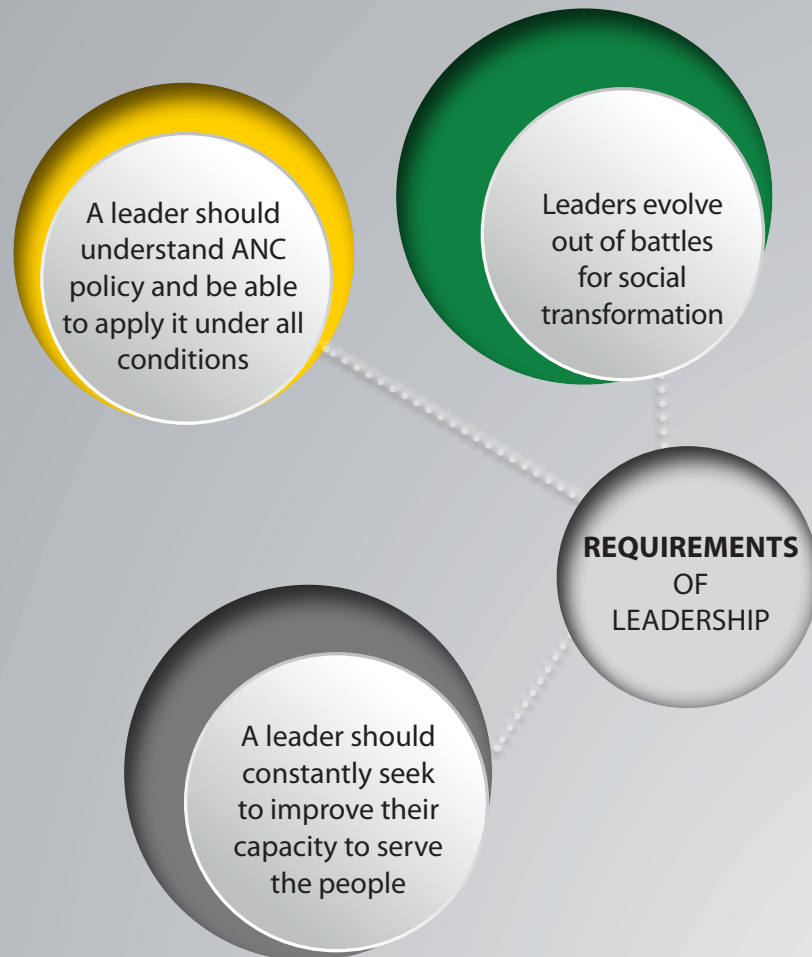 A leader should
understand ANC
policy and be able
to apply it under all
conditions
Leaders evolve
out of battles
for social
transformation
REQUIREMENTS
OF
LEADERSHIP
A leader should
constantly seek
to improve their
capacity to serve
the people